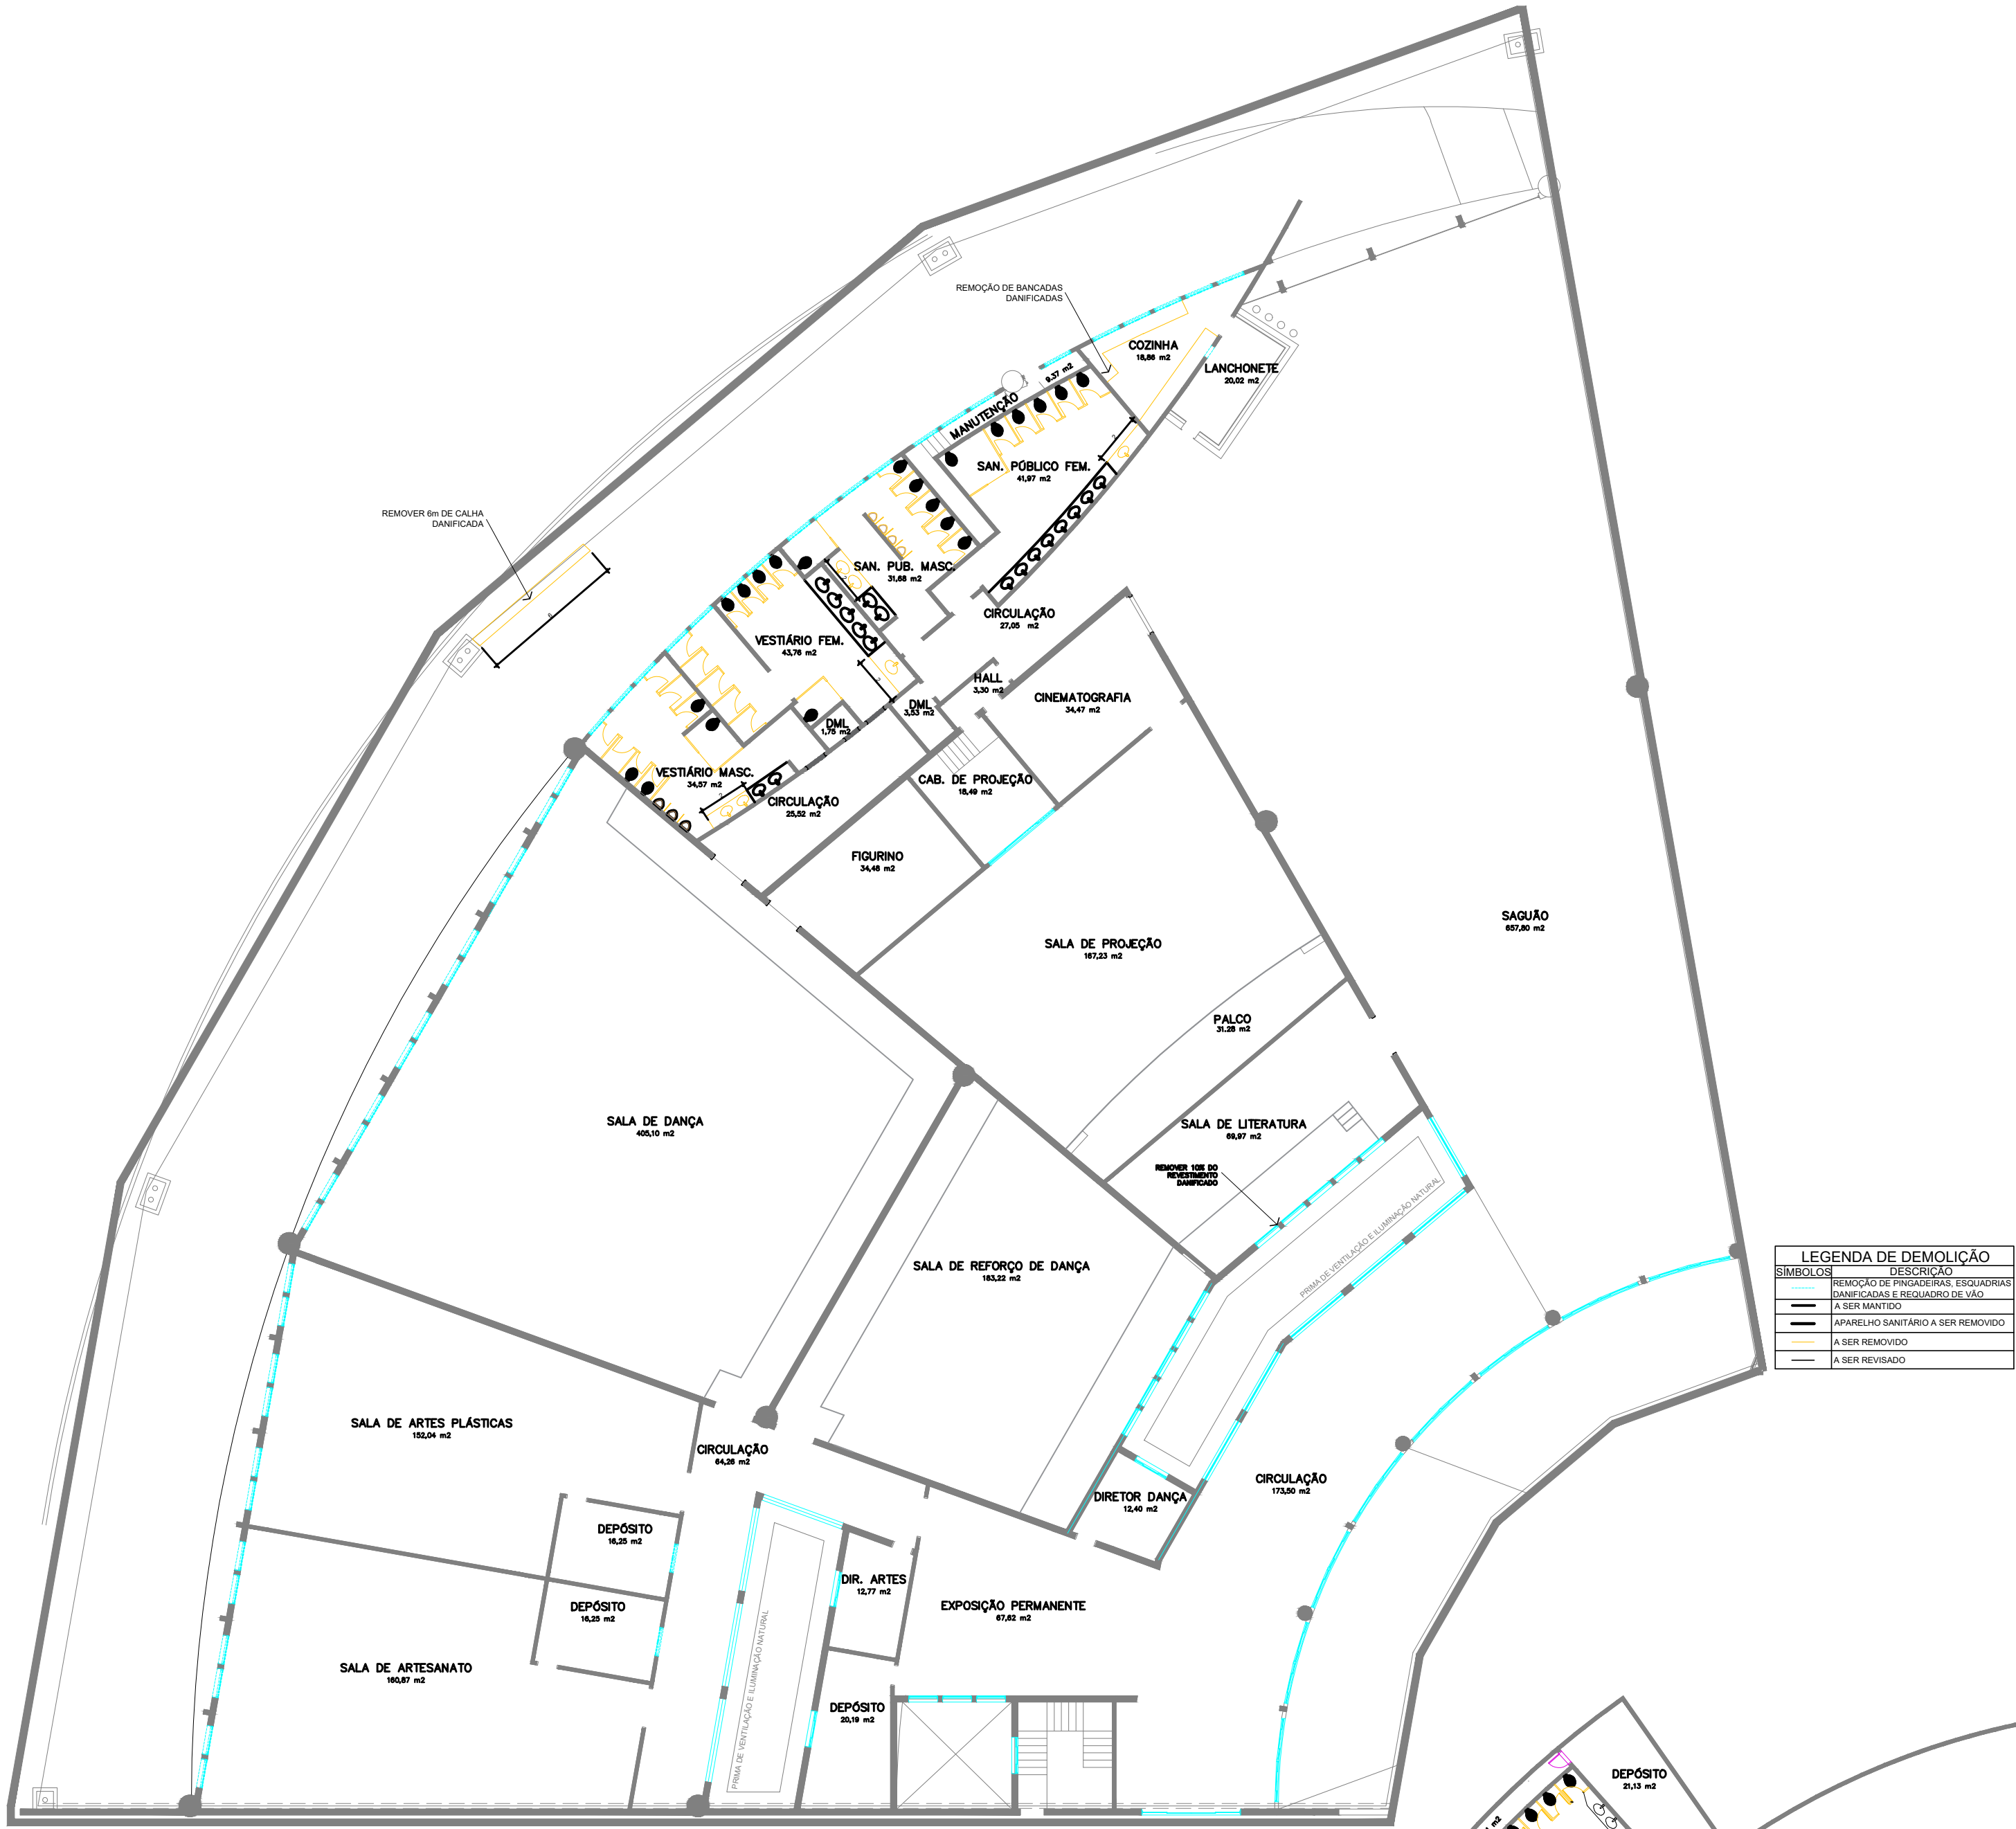 REMOÇÃO DE BANCADAS
DANIFICADAS
COZINHA
18,86 m2
LANCHONETE
20,02 m2
9.37 m2
MANUTENÇÃO
SAN. PÚBLICO FEM.
41,97 m2
2
REMOVER 6m DE CALHA
DANIFICADA
6
SAN. PUB. MASC.
31,68 m2
CIRCULAÇÃO
27,05 m2
VESTIÁRIO FEM.
43,76 m2
2
HALL
3,30 m2
DML
3,53 m2
CINEMATOGRAFIA
34,47 m2
DML
1,75 m2
VESTIÁRIO MASC.
34,57 m2
2
CIRCULAÇÃO
25,52 m2
CAB. DE PROJEÇÃO
18,49 m2
FIGURINO
34,48 m2
SAGUÃO
657,80 m2
SALA DE PROJEÇÃO
167,23 m2
PALCO
31.28 m2
SALA DE DANÇA
405,10 m2
SALA DE LITERATURA
69,97 m2
REMOVER 10% DO
REVESTIMENTO
DANIFICADO
PRIMA DE VENTILAÇÃO E ILUMINAÇÃO NATURAL
SALA DE REFORÇO DE DANÇA
183,22 m2
LEGENDA DE DEMOLIÇÃO
SÍMBOLOS DESCRIÇÃO
REMOÇÃO DE PINGADEIRAS, ESQUADRIAS
DANIFICADAS E REQUADRO DE VÃO
A SER MANTIDO
APARELHO SANITÁRIO A SER REMOVIDO
A SER REMOVIDO
A SER REVISADO
SALA DE ARTES PLÁSTICAS
152,04 m2
CIRCULAÇÃO
64,26 m2
CIRCULAÇÃO
173,50 m2
DIRETOR DANÇA
12,40 m2
DEPÓSITO
16,25 m2
DIR. ARTES
12,77 m2
DEPÓSITO
16,25 m2
EXPOSIÇÃO PERMANENTE
67,62 m2
SALA DE ARTESANATO
160,87 m2
PRIMA DE VENTILAÇÃO E ILUMINAÇÃO NATURAL
DEPÓSITO
20,19 m2
DEPÓSITO
21,13 m2